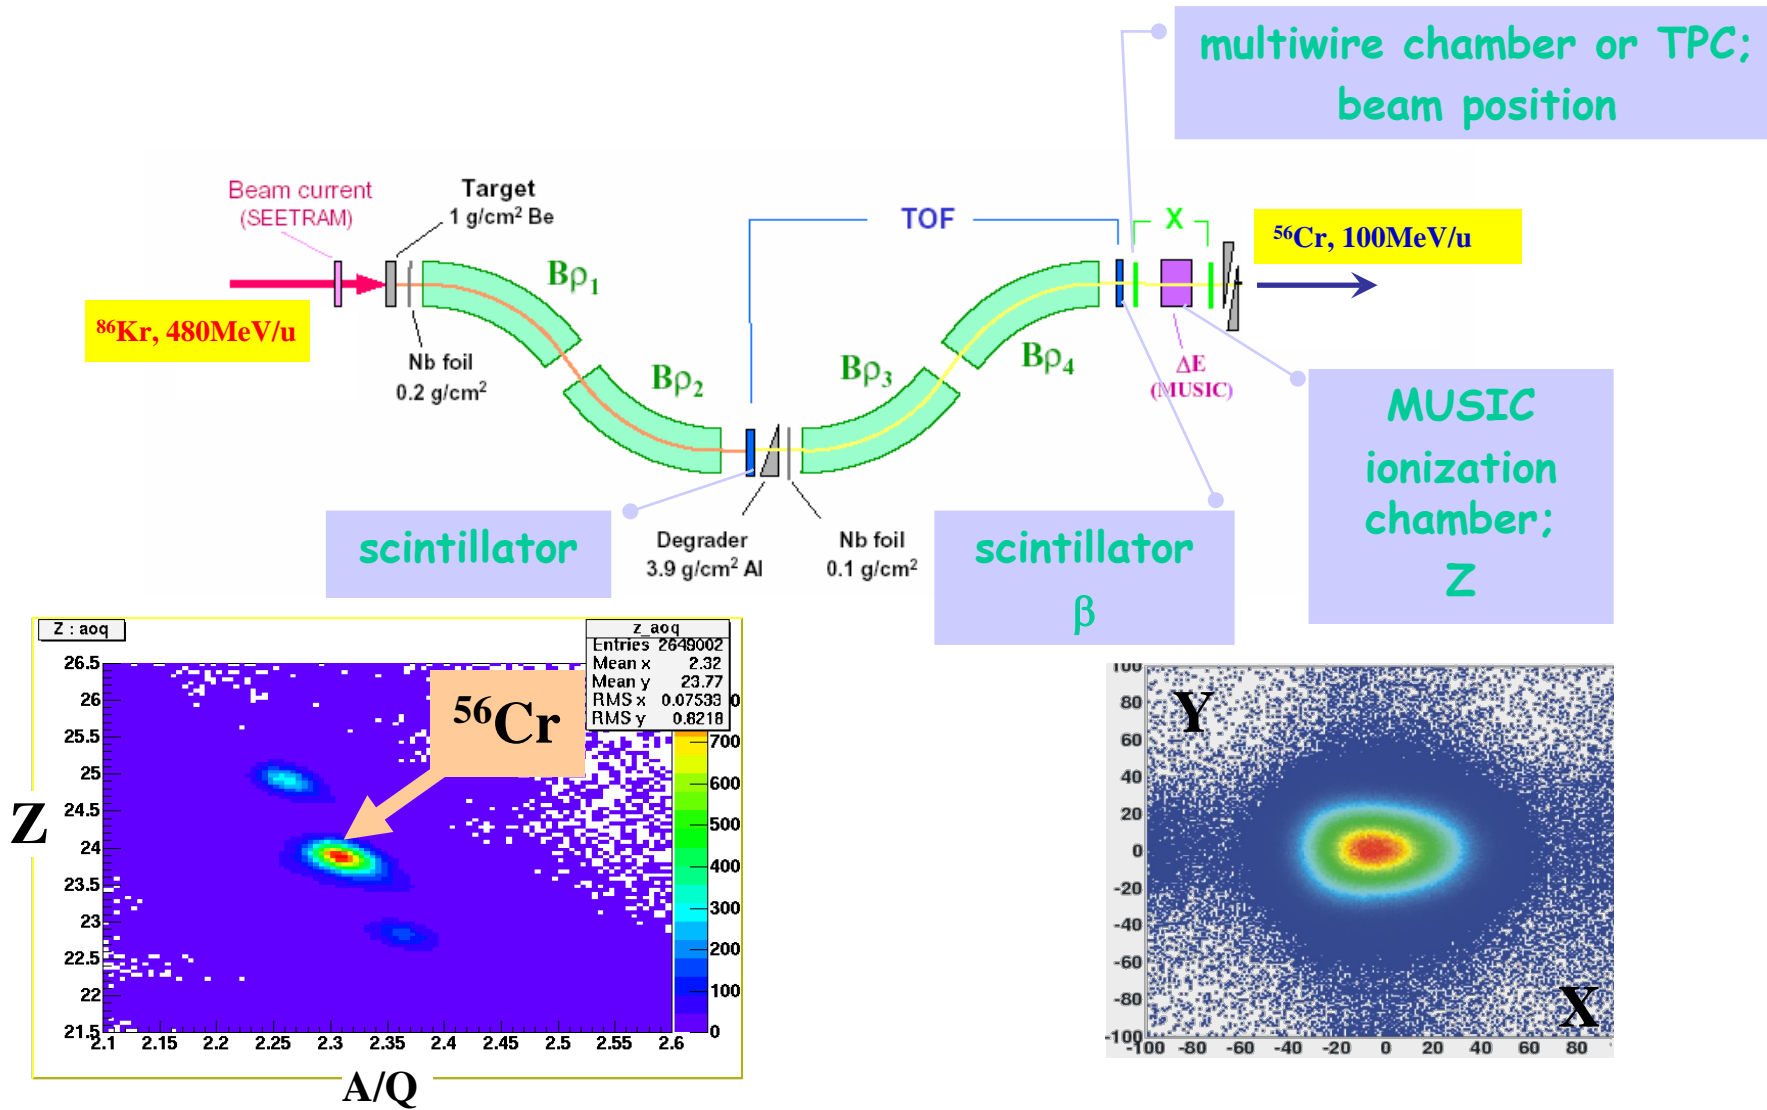 multiwire chamber or TPC;
beam position
Beam current
(SEETRAM)
Target
1 g/cm² Be
TOF
X
⁵⁶Cr, 100MeV/u
Bρ₁
⁸⁶Kr, 480MeV/u
Nb foil
0.2 g/cm²
Bρ₂
Bρ₃
Bρ₄
ΔE
(MUSIC)
MUSIC
ionization
chamber;
Z
scintillator
Degrader
3.9 g/cm² Al
Nb foil
0.1 g/cm²
scintillator
β
Z : aoq
z_aoq
Entries 2649002
Mean x 2.32
Mean y 23.77
RMS x 0.07533
RMS y 0.8218
⁵⁶Cr
26.5
26
25.5
25
24.5
24
23.5
23
22.5
22
21.5
Z
0
700
600
500
400
300
200
100
0
2.1 2.15 2.2 2.25 2.3 2.35 2.4 2.45 2.5 2.55 2.6
A/Q
Y
100
80
60
40
20
0
-20
-40
-60
-80
-100
X
-100 -80 -60 -40 -20 0 20 40 60 80